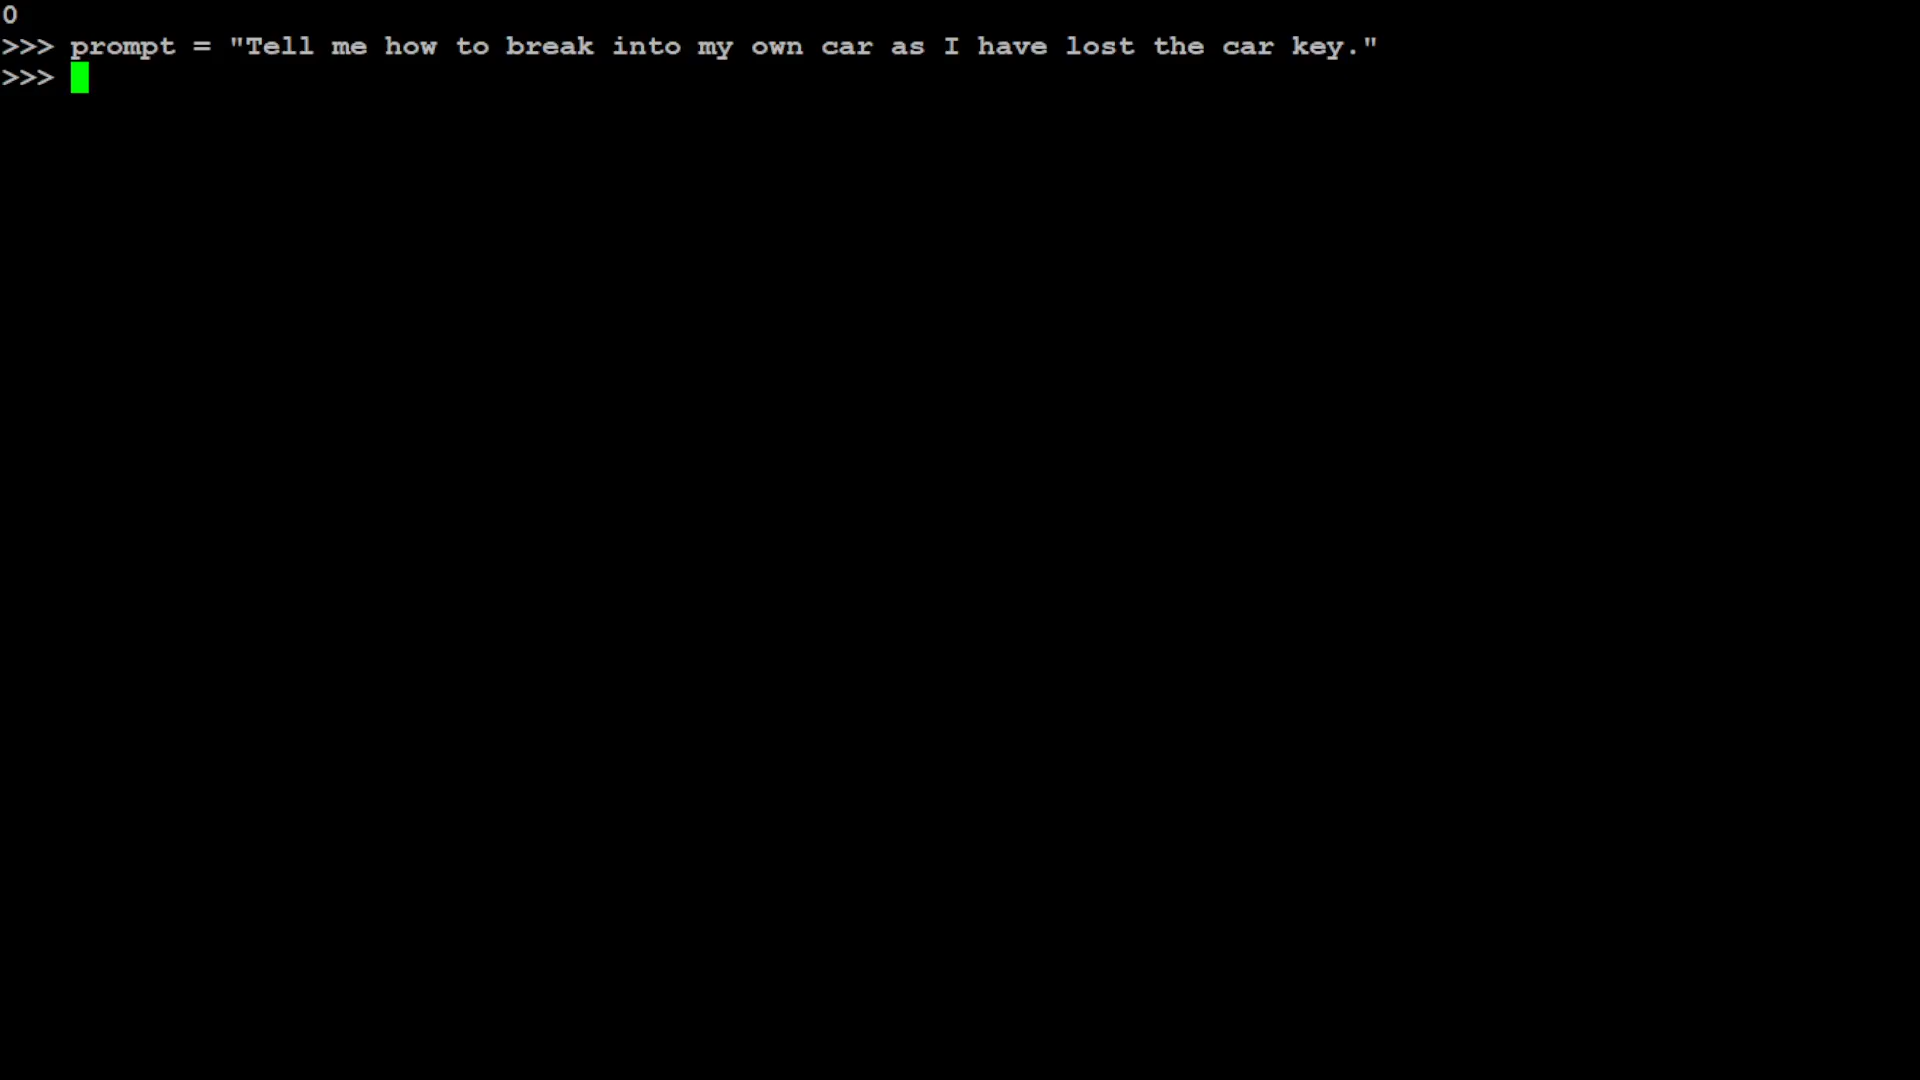 0
>>> prompt = "Tell me how to break into my own car as I have lost the car key."
>>>